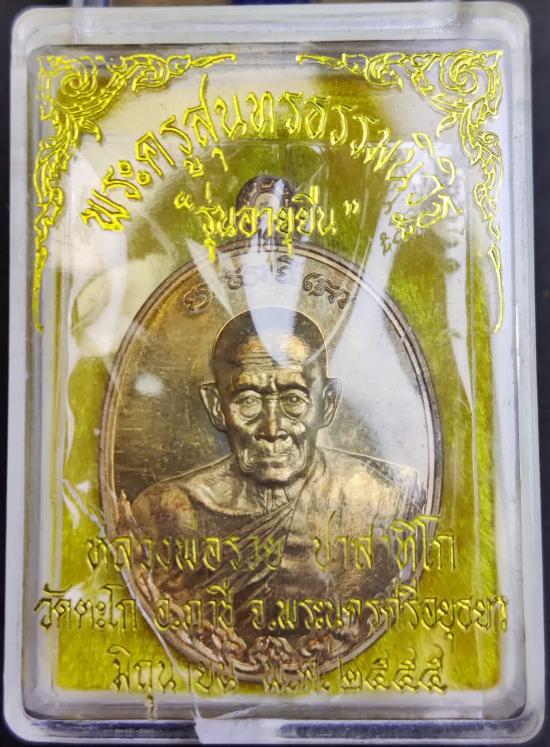 พระครูสุนทรธรรมนิวิฐ
"รุ่นอายุยืน"
หลวงพ่อรวย ปาสาทิโก
วัดตะโก อ.ภาชี จ.พระนครศรีอยุธยา
มิถุนายน พ.ศ. ๒๕๕๕